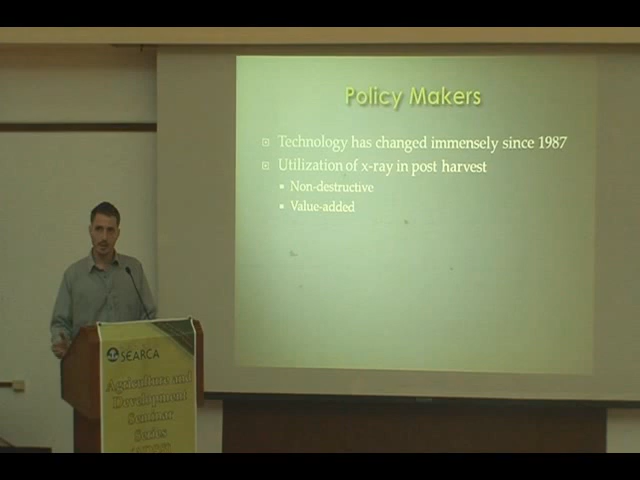 Policy Makers
Technology has changed immensely since 1987
Utilization of x-ray in post harvest
Non-destructive
Value-added
SEARCA
Agriculture and
Development
Seminar
Series